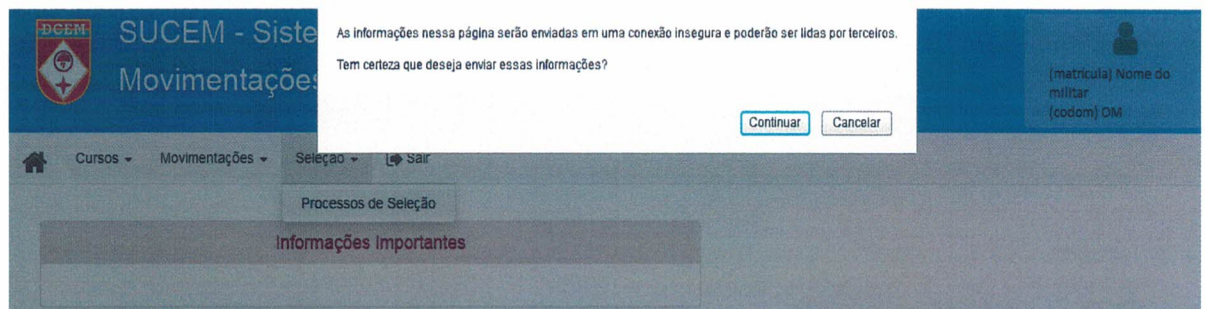 DCEM
SUCEM - Siste
Movimentações
As informações nessa página serão enviadas em uma conexão insegura e poderão ser lidas por terceiros.
Tem certeza que deseja enviar essas informações?
Continuar Cancelar
(matrícula) Nome do
militar
(codom) OM
Cursos Movimentações Seleção Sair
Processos de Seleção
Informações Importantes